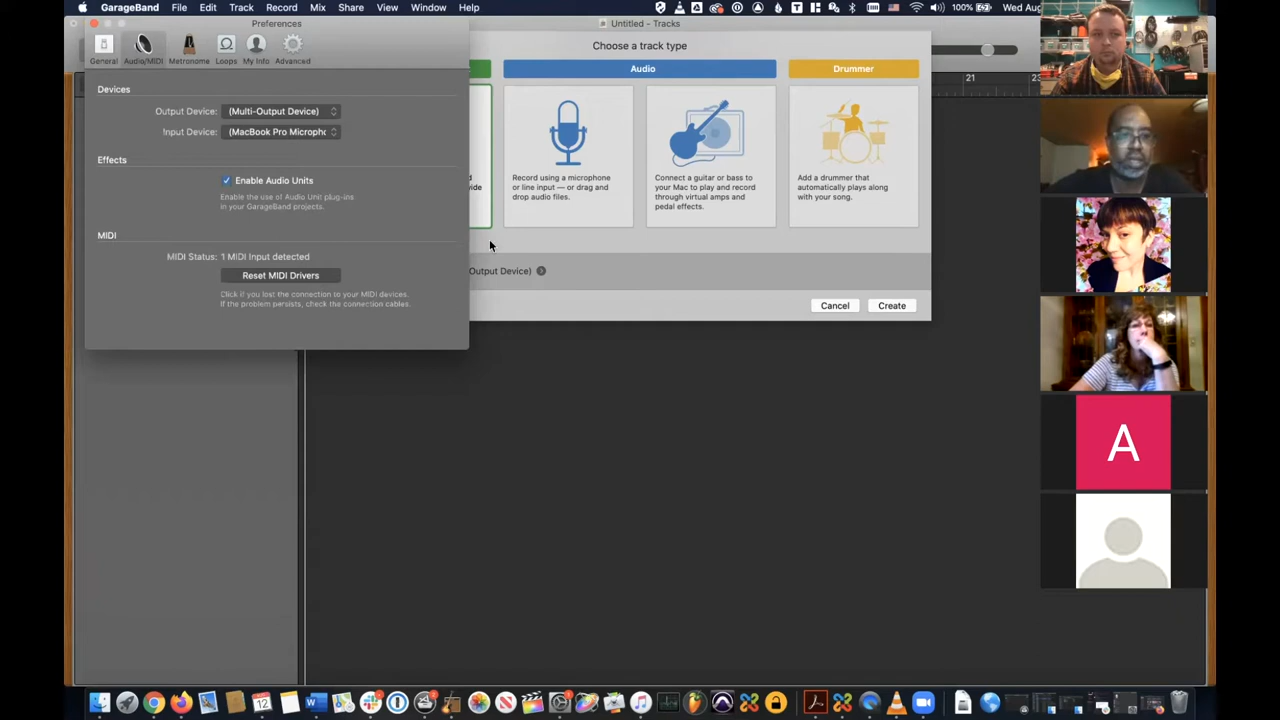 GarageBand File Edit Track Record Mix Share View Window Help
100%
Wed Aug
Preferences
Untitled - Tracks
General Audio/MIDI Metronome Loops My Info Advanced
Choose a track type
Audio
Drummer
21
Devices
Output Device: (Multi-Output Device)
Input Device: (MacBook Pro Micropho
Effects
Enable Audio Units
Enable the use of Audio Unit plug-ins
in your GarageBand projects.
MIDI
MIDI Status: 1 MIDI Input detected
Reset MIDI Drivers
Click if you lost the connection to your MIDI devices.
If the problem persists, check the connection cables.
Record using a microphone
or line input — or drag and
drop audio files.
Connect a guitar or bass to
your Mac to play and record
through virtual amps and
pedal effects.
Add a drummer that
automatically plays along
with your song.
Output Device)
Cancel
Create
A
12